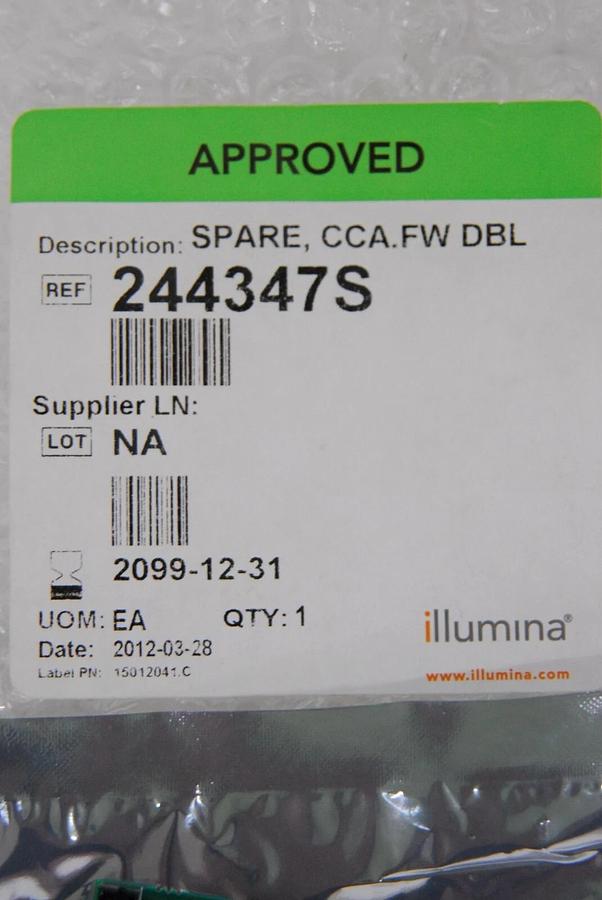 APPROVED
Description: SPARE, CCA.FW DBL
REF 244347S
Supplier LN:
LOT NA
2099-12-31
UOM: EA QTY: 1
Date: 2012-03-28
Label PN: 15012041.C
illumina®
www.illumina.com